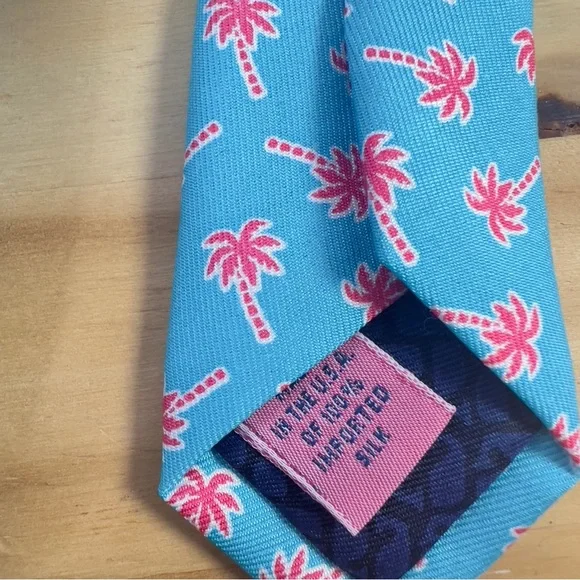 IN THE U.S.A.
OF 100%
IMPORTED
SILK